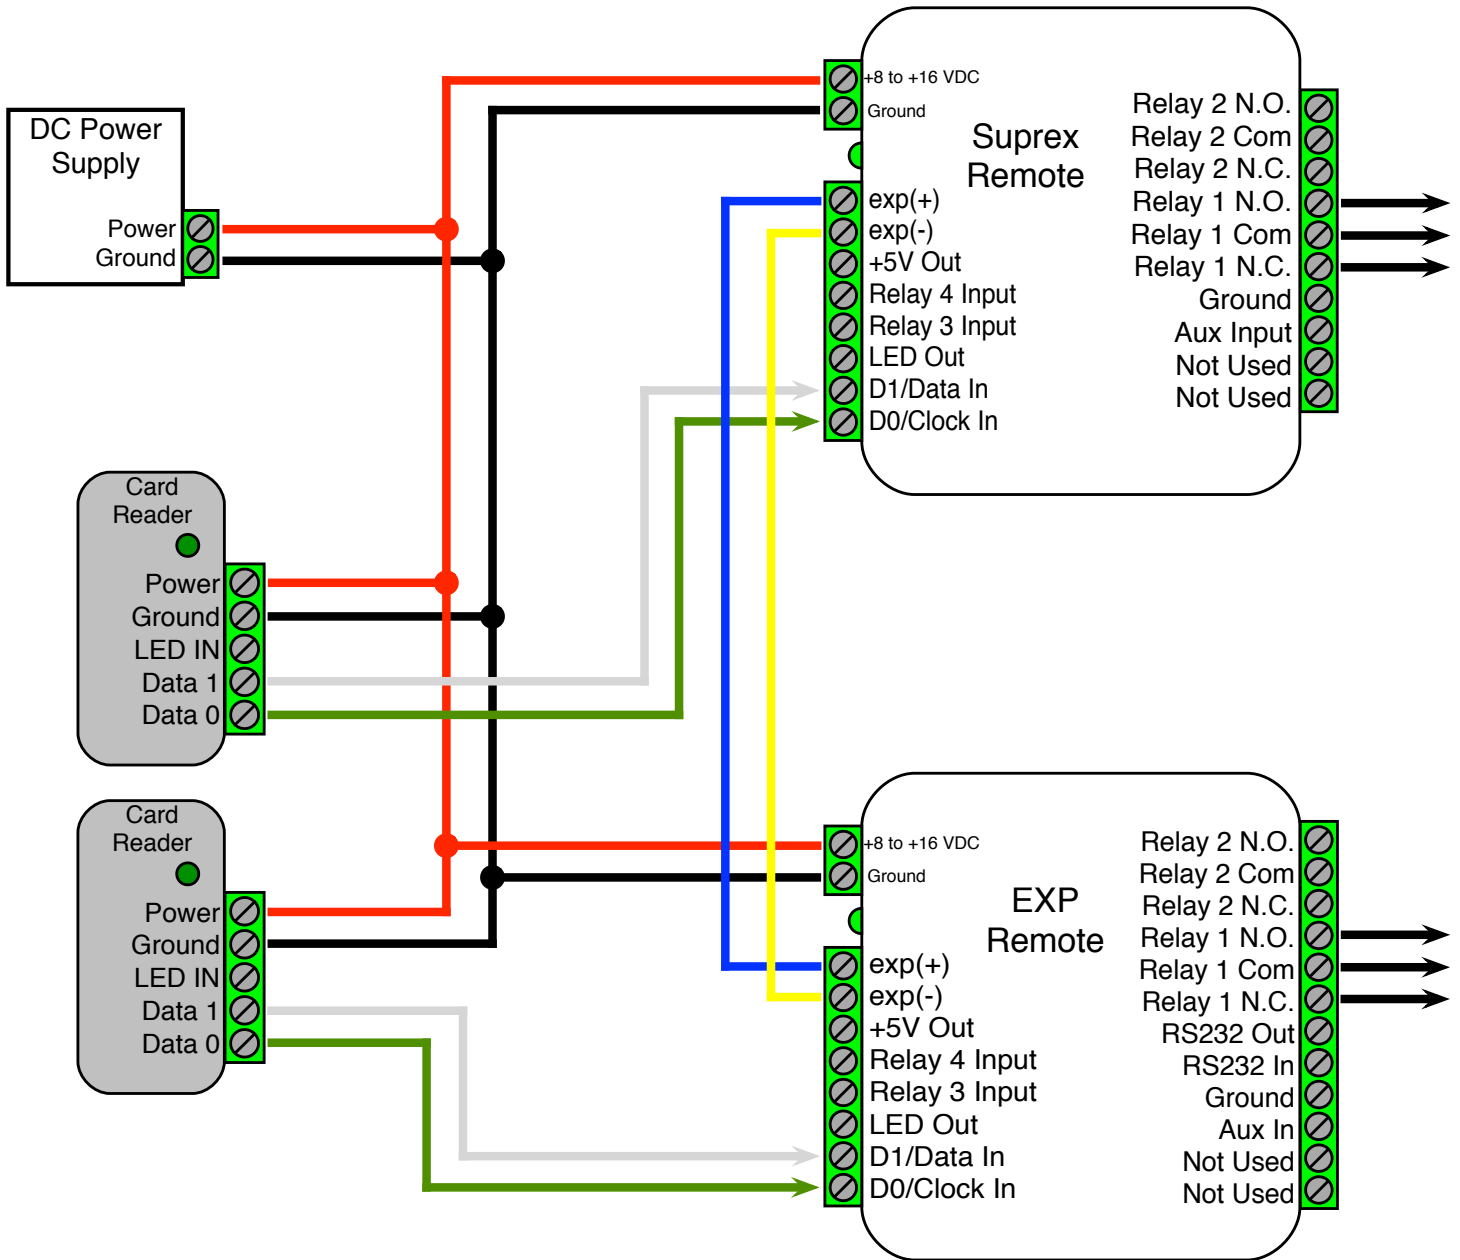 DC Power
Supply
Power
Ground
+8 to +16 VDC
Ground
Suprex
Remote
exp(+)
exp(-)
+5V Out
Relay 4 Input
Relay 3 Input
LED Out
D1/Data In
D0/Clock In
Relay 2 N.O.
Relay 2 Com
Relay 2 N.C.
Relay 1 N.O.
Relay 1 Com
Relay 1 N.C.
Ground
Aux Input
Not Used
Not Used
Card
Reader
Power
Ground
LED IN
Data 1
Data 0
Card
Reader
Power
Ground
LED IN
Data 1
Data 0
+8 to +16 VDC
Ground
EXP
Remote
exp(+)
exp(-)
+5V Out
Relay 4 Input
Relay 3 Input
LED Out
D1/Data In
D0/Clock In
Relay 2 N.O.
Relay 2 Com
Relay 2 N.C.
Relay 1 N.O.
Relay 1 Com
Relay 1 N.C.
RS232 Out
RS232 In
Ground
Aux In
Not Used
Not Used